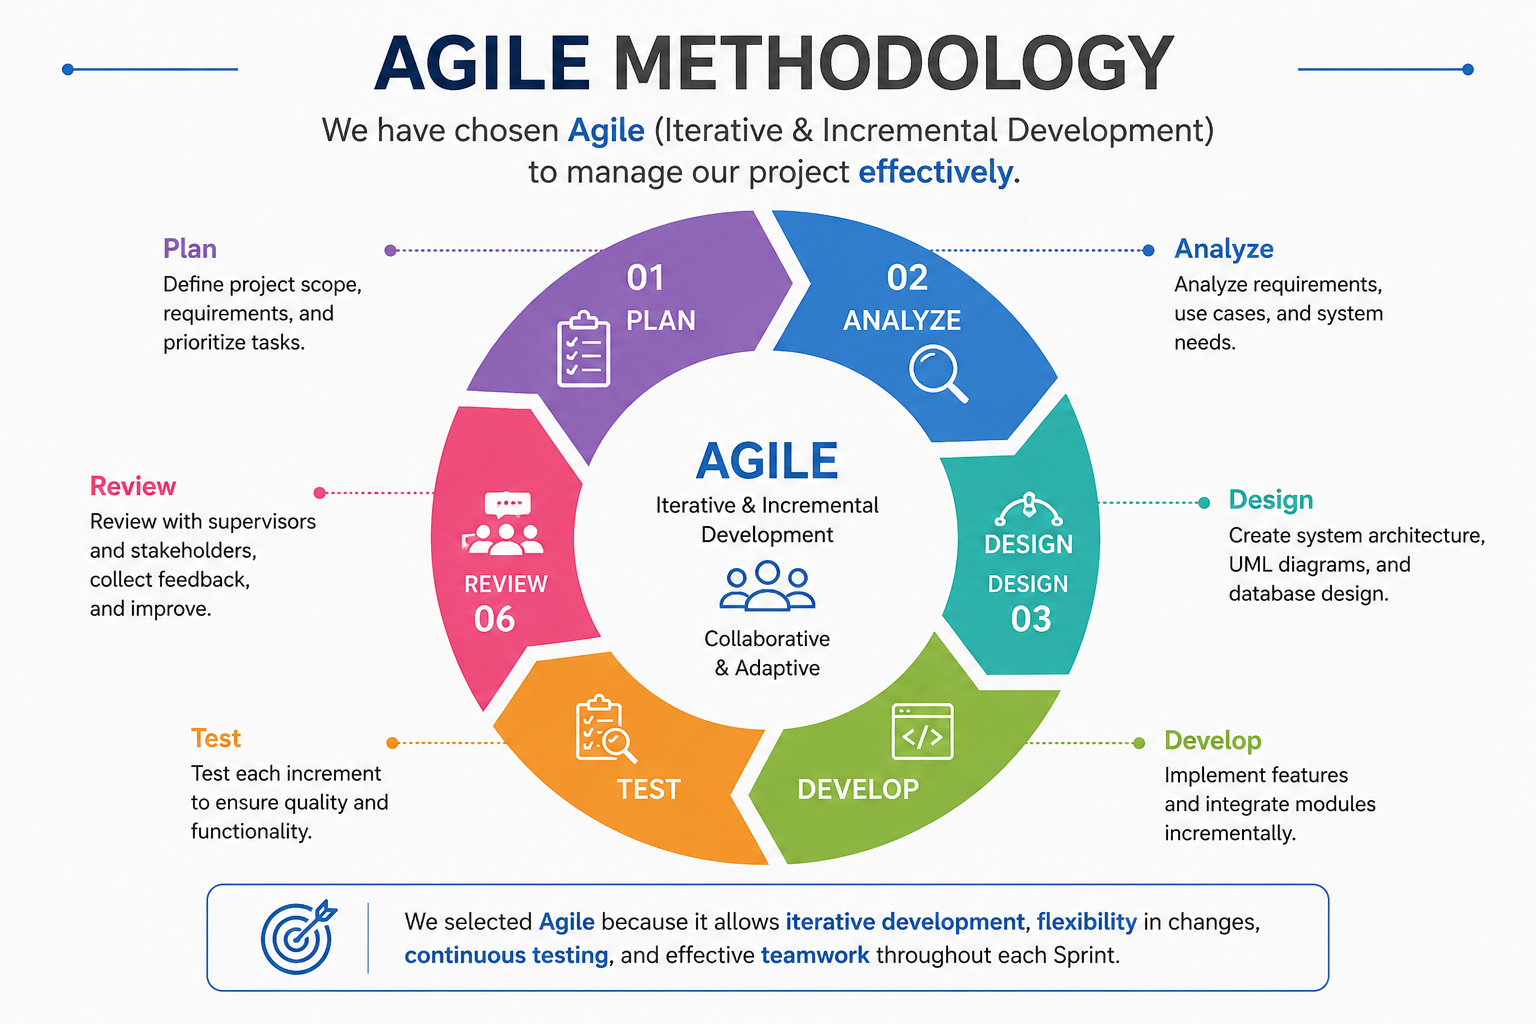 AGILE METHODOLOGY
We have chosen Agile (Iterative & Incremental Development)
to manage our project effectively.
Plan
Define project scope,
requirements, and
prioritize tasks.
01
PLAN
02
ANALYZE
Analyze
Analyze requirements,
use cases, and system
needs.
Review
Review with supervisors
and stakeholders,
collect feedback,
and improve.
REVIEW
06
AGILE
Iterative & Incremental
Development
Collaborative
& Adaptive
DESIGN
DESIGN
03
Design
Create system architecture,
UML diagrams, and
database design.
Test
Test each increment
to ensure quality and
functionality.
TEST
DEVELOP
Develop
Implement features
and integrate modules
incrementally.
We selected Agile because it allows iterative development, flexibility in changes,
continuous testing, and effective teamwork throughout each Sprint.